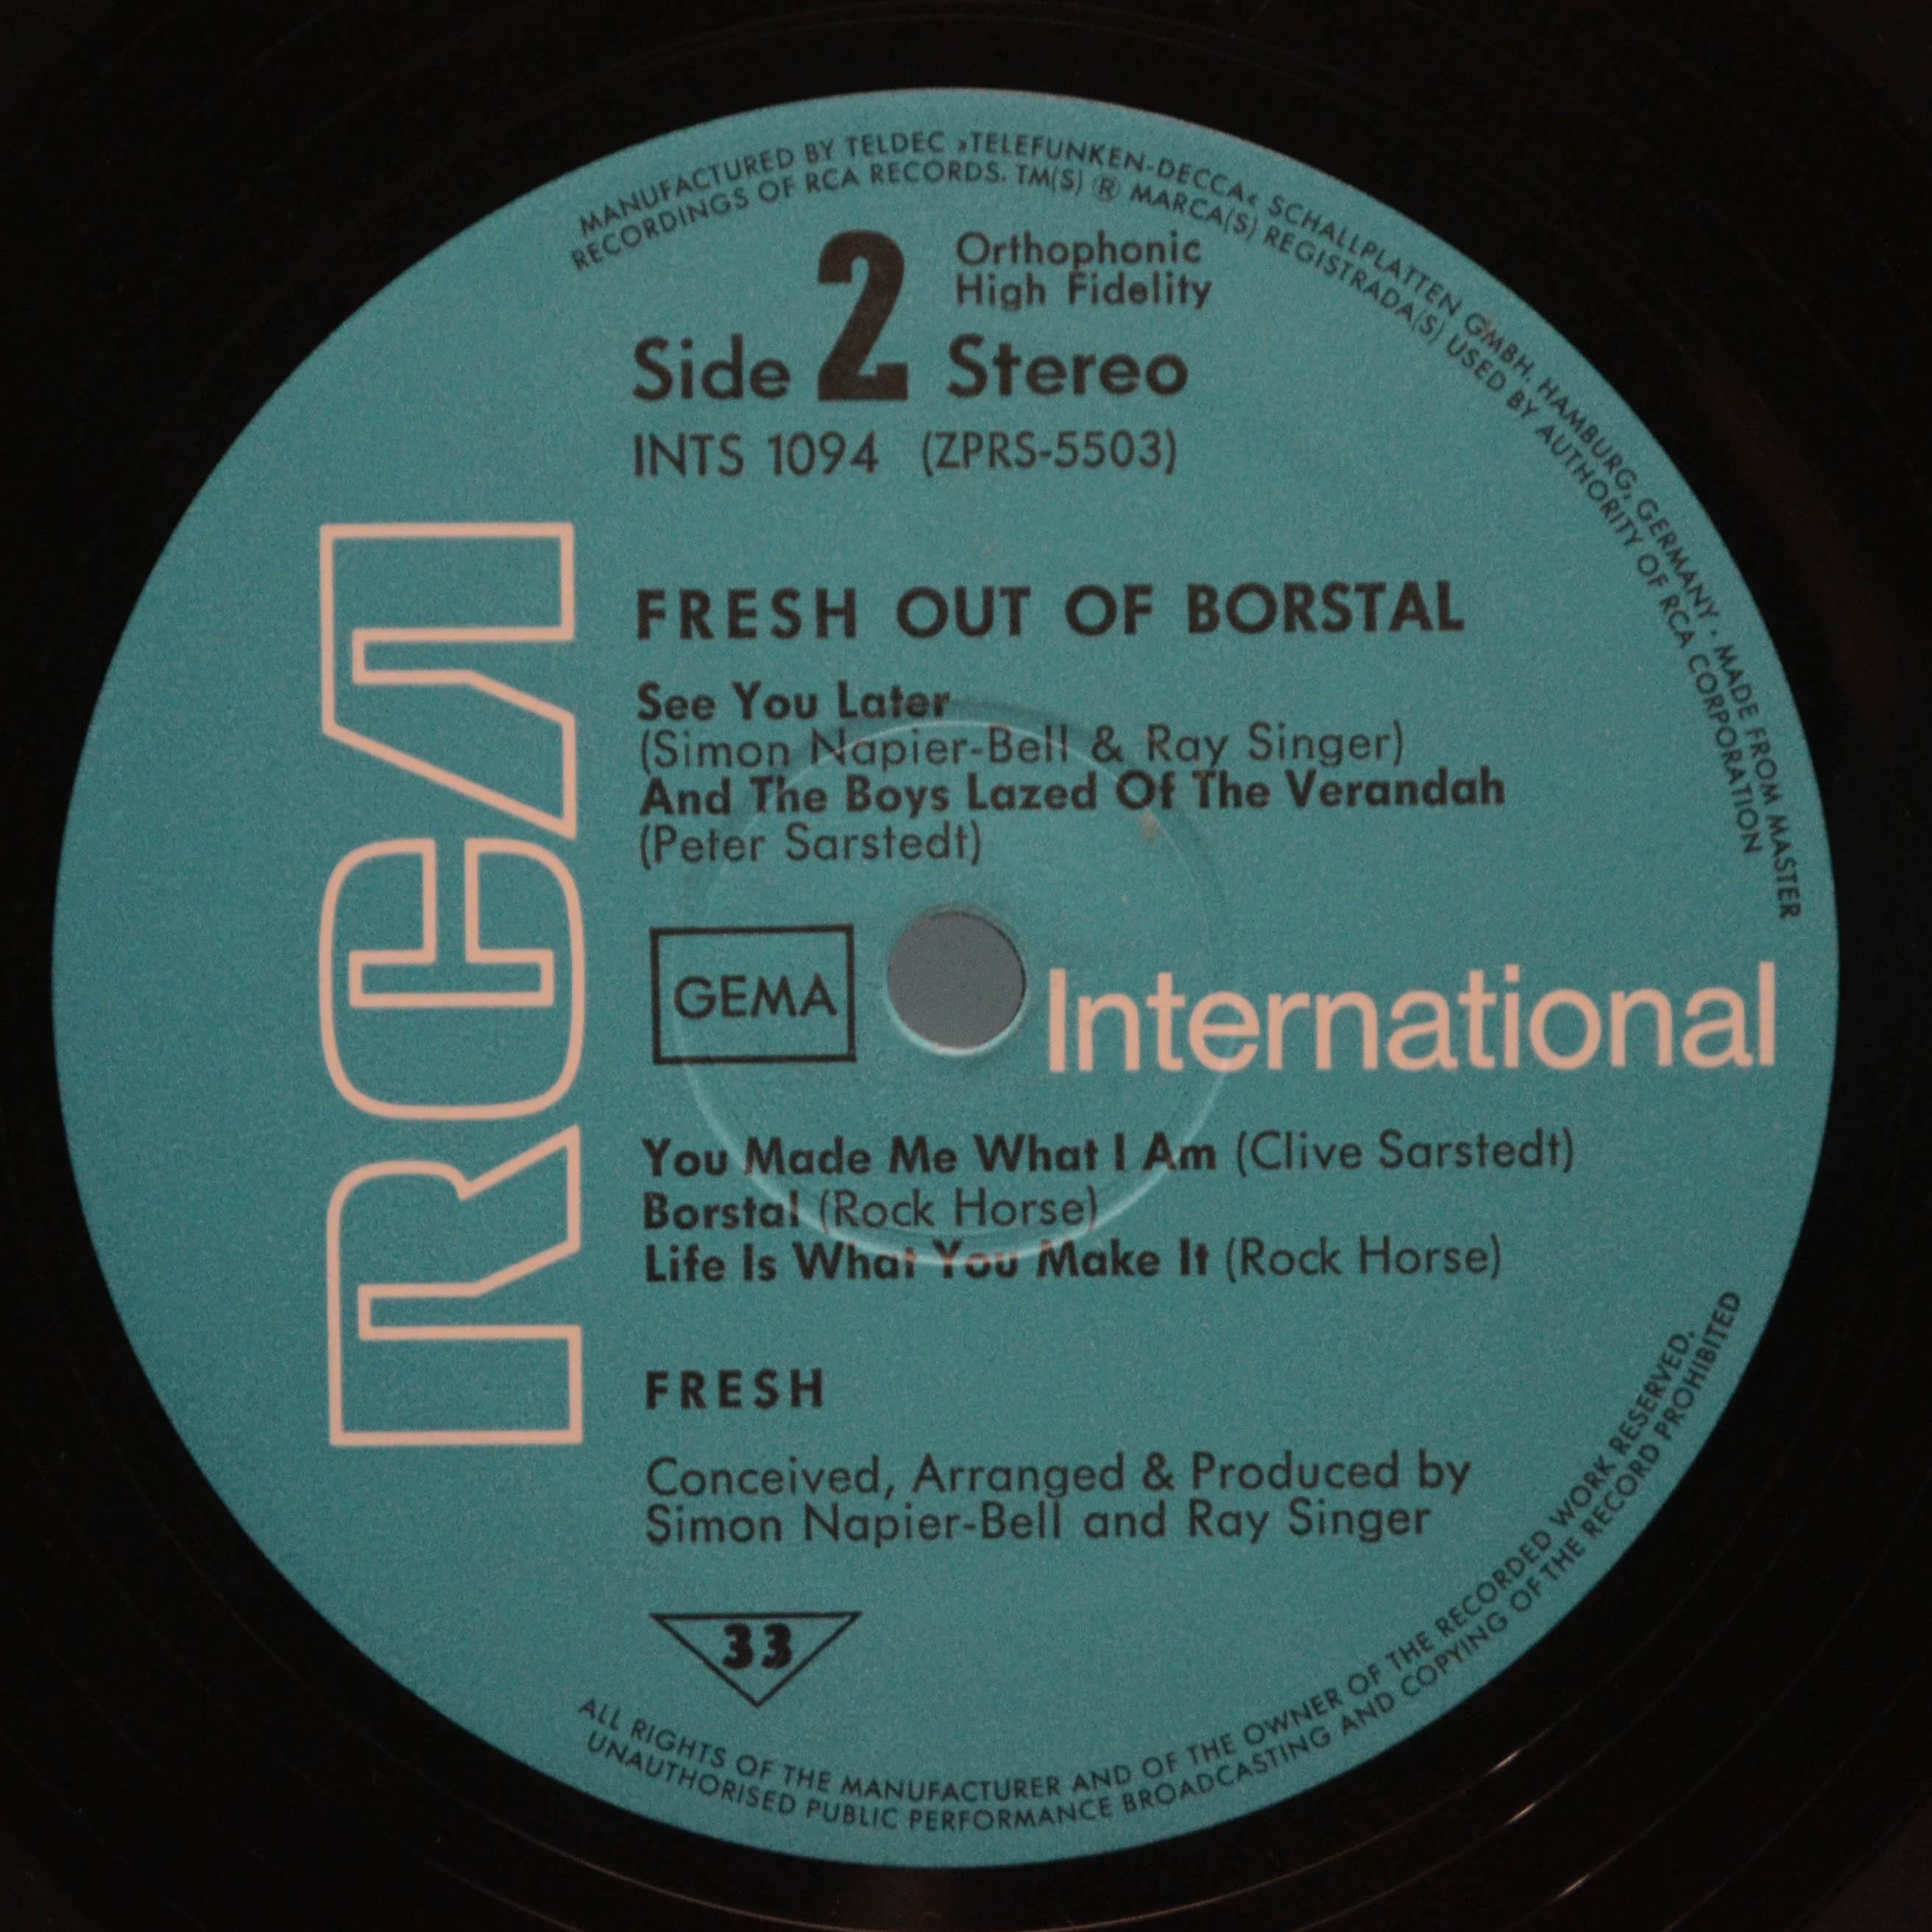 MANUFACTURED BY TELDEC »TELEFUNKEN-DECCA« SCHALLPLATTEN GMBH, HAMBURG, GERMANY · MADE FROM MASTER
RECORDINGS OF RCA RECORDS. TM(S) ® MARCA(S) REGISTRADA(S) USED BY AUTHORITY OF RCA CORPORATION
Orthophonic
High Fidelity
Side 2 Stereo
INTS 1094 (ZPRS-5503)
RCA
FRESH OUT OF BORSTAL
See You Later
(Simon Napier-Bell & Ray Singer)
And The Boys Lazed Of The Verandah
(Peter Sarstedt)
GEMA
International
You Made Me What I Am (Clive Sarstedt)
Borstal (Rock Horse)
Life Is What You Make It (Rock Horse)
FRESH
Conceived, Arranged & Produced by
Simon Napier-Bell and Ray Singer
33
ALL RIGHTS OF THE MANUFACTURER AND OF THE OWNER OF THE RECORDED WORK RESERVED.
UNAUTHORISED PUBLIC PERFORMANCE BROADCASTING AND COPYING OF THE RECORD PROHIBITED